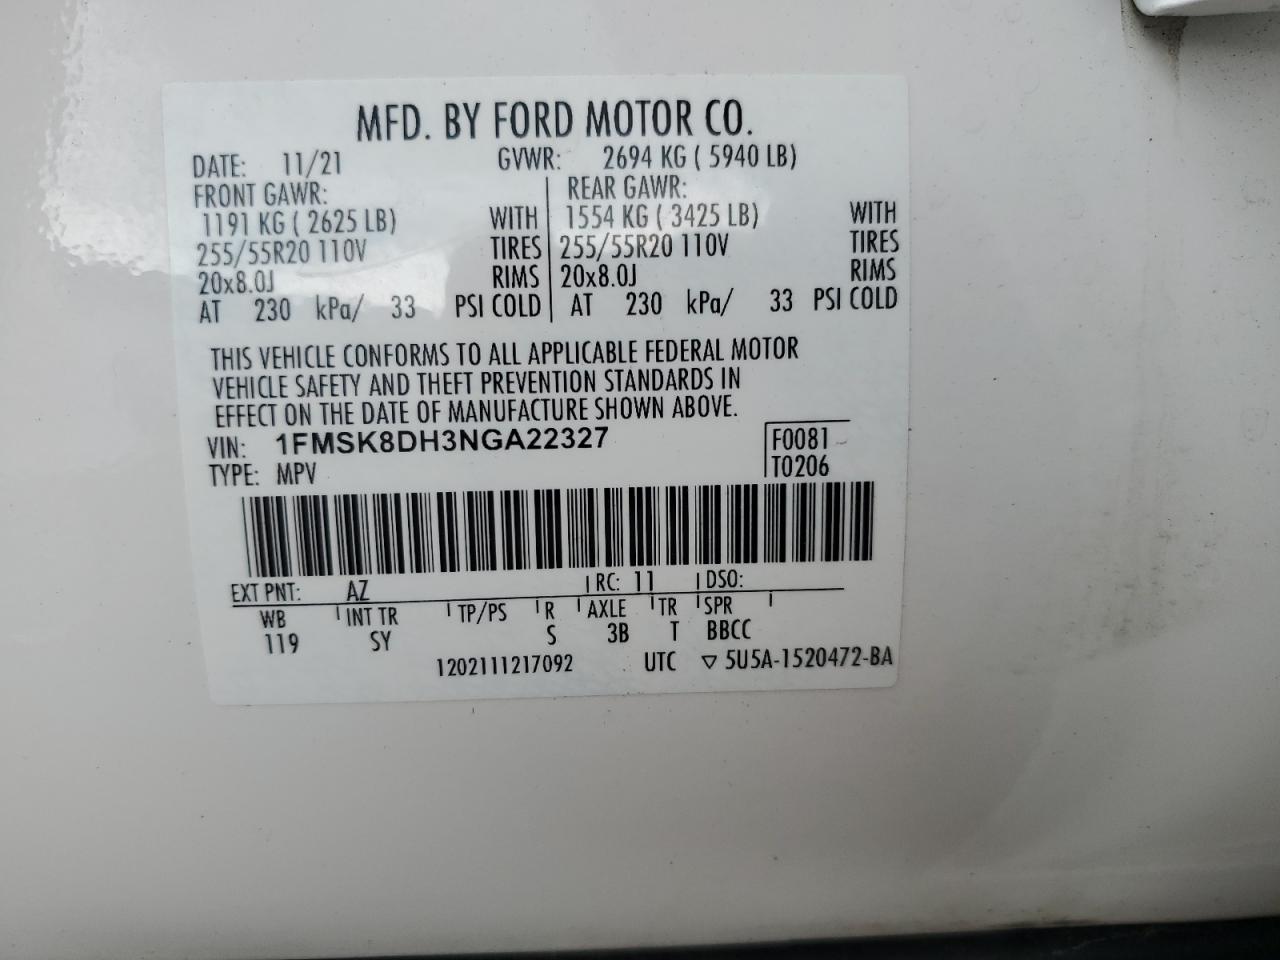 MFD. BY FORD MOTOR CO.
DATE: 11/21 GVWR: 2694 KG ( 5940 LB)
FRONT GAWR: REAR GAWR:
1191 KG ( 2625 LB) WITH 1554 KG ( 3425 LB) WITH
255/55R20 110V TIRES 255/55R20 110V TIRES
20x8.0J RIMS 20x8.0J RIMS
AT 230 kPa/ 33 PSI COLD AT 230 kPa/ 33 PSI COLD
THIS VEHICLE CONFORMS TO ALL APPLICABLE FEDERAL MOTOR
VEHICLE SAFETY AND THEFT PREVENTION STANDARDS IN
EFFECT ON THE DATE OF MANUFACTURE SHOWN ABOVE.
VIN: 1FMSK8DH3NGA22327 F0081
TYPE: MPV T0206
EXT PNT: AZ RC: 11 DSO:
WB INT TR TP/PS R AXLE TR SPR
119 SY S 3B T BBCC
1202111217092 UTC ▽ 5U5A-1520472-BA